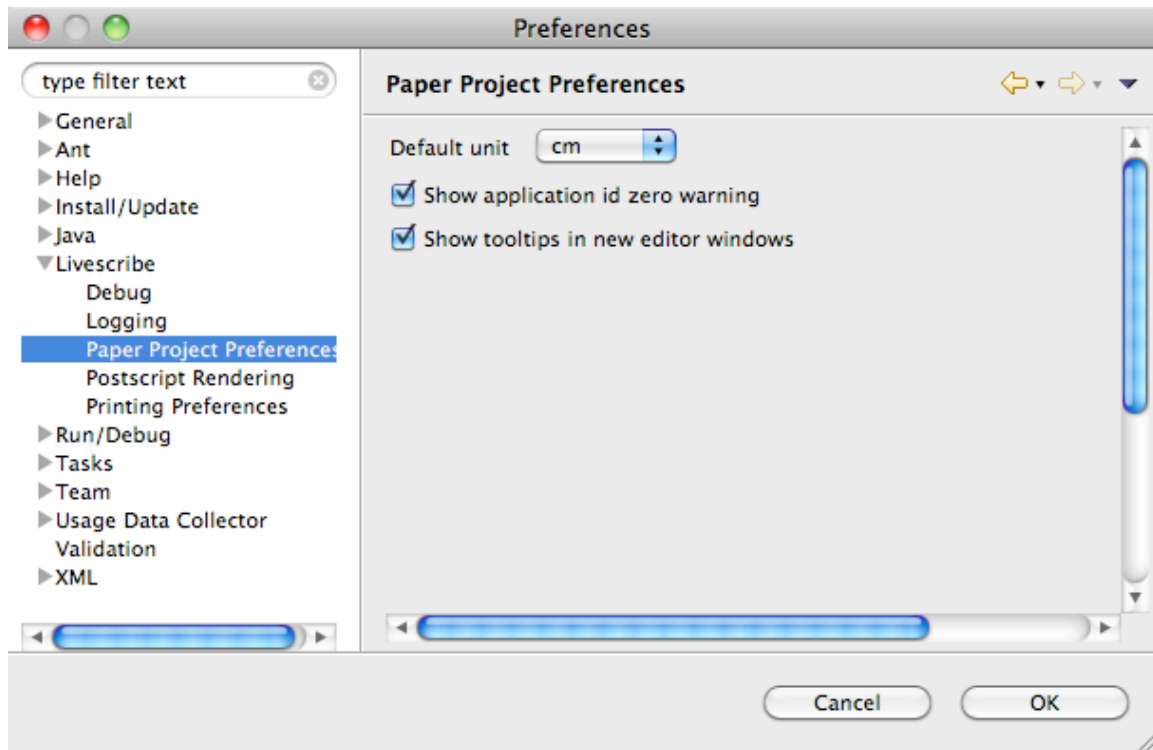 Preferences
type filter text
General
Ant
Help
Install/Update
Java
Livescribe
Debug
Logging
Paper Project Preferences
Postscript Rendering
Printing Preferences
Run/Debug
Tasks
Team
Usage Data Collector
Validation
XML
Paper Project Preferences
Default unit cm
Show application id zero warning
Show tooltips in new editor windows
Cancel OK